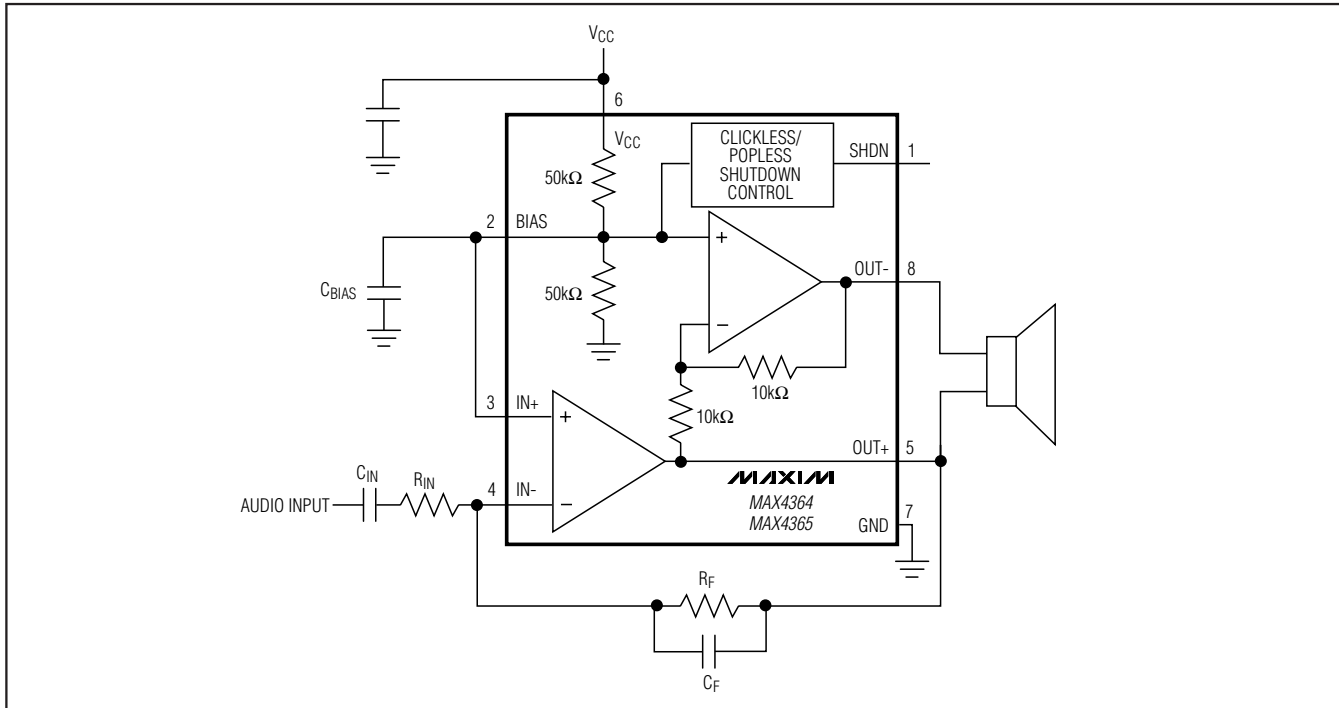 VCC
6
VCC
CLICKLESS/
POPLESS
SHUTDOWN
CONTROL
SHDN 1
50kΩ
2 BIAS
50kΩ
CBIAS
OUT- 8
10kΩ
10kΩ
3 IN+
OUT+ 5
CIN
RIN
4 IN-
AUDIO INPUT
MAXIM
MAX4364
MAX4365
GND 7
RF
CF
+
−
+
−